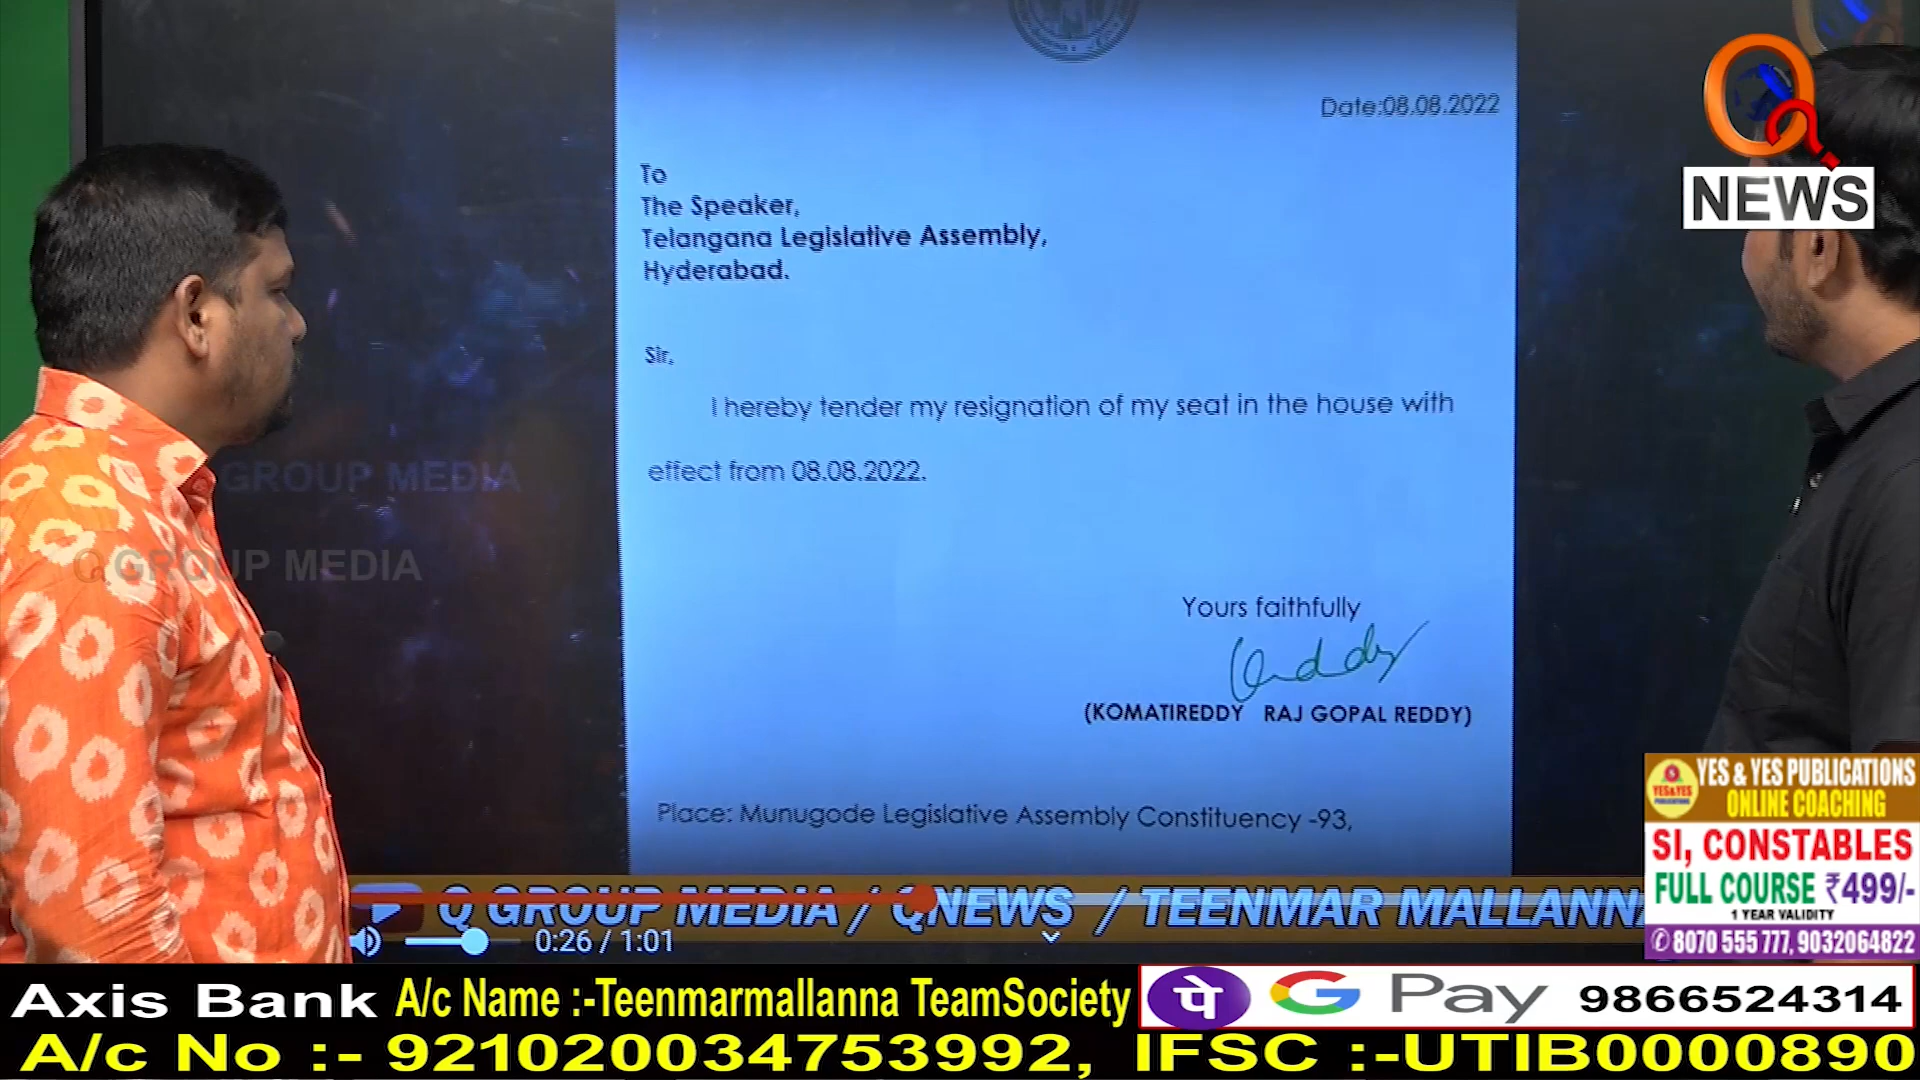 Date:08.08.2022
To
The Speaker,
Telangana Legislative Assembly,
Hyderabad.
Sir,
I hereby tender my resignation of my seat in the house with
effect from 08.08.2022.
Yours faithfully
(KOMATIREDDY RAJ GOPAL REDDY)
Place: Munugode Legislative Assembly Constituency -93,
Q
NEWS
GROUP MEDIA
Q GROUP MEDIA
Q GROUP MEDIA / QNEWS / TEENMAR MALLANN
0:26 / 1:01
YES & YES PUBLICATIONS
ONLINE COACHING
YES&YES
SI, CONSTABLES
FULL COURSE ₹499/-
1 YEAR VALIDITY
8070 555 777, 9032064822
Axis Bank A/c Name :-Teenmarmallanna TeamSociety
पे G Pay 9866524314
A/c No :- 921020034753992, IFSC :-UTIB0000890